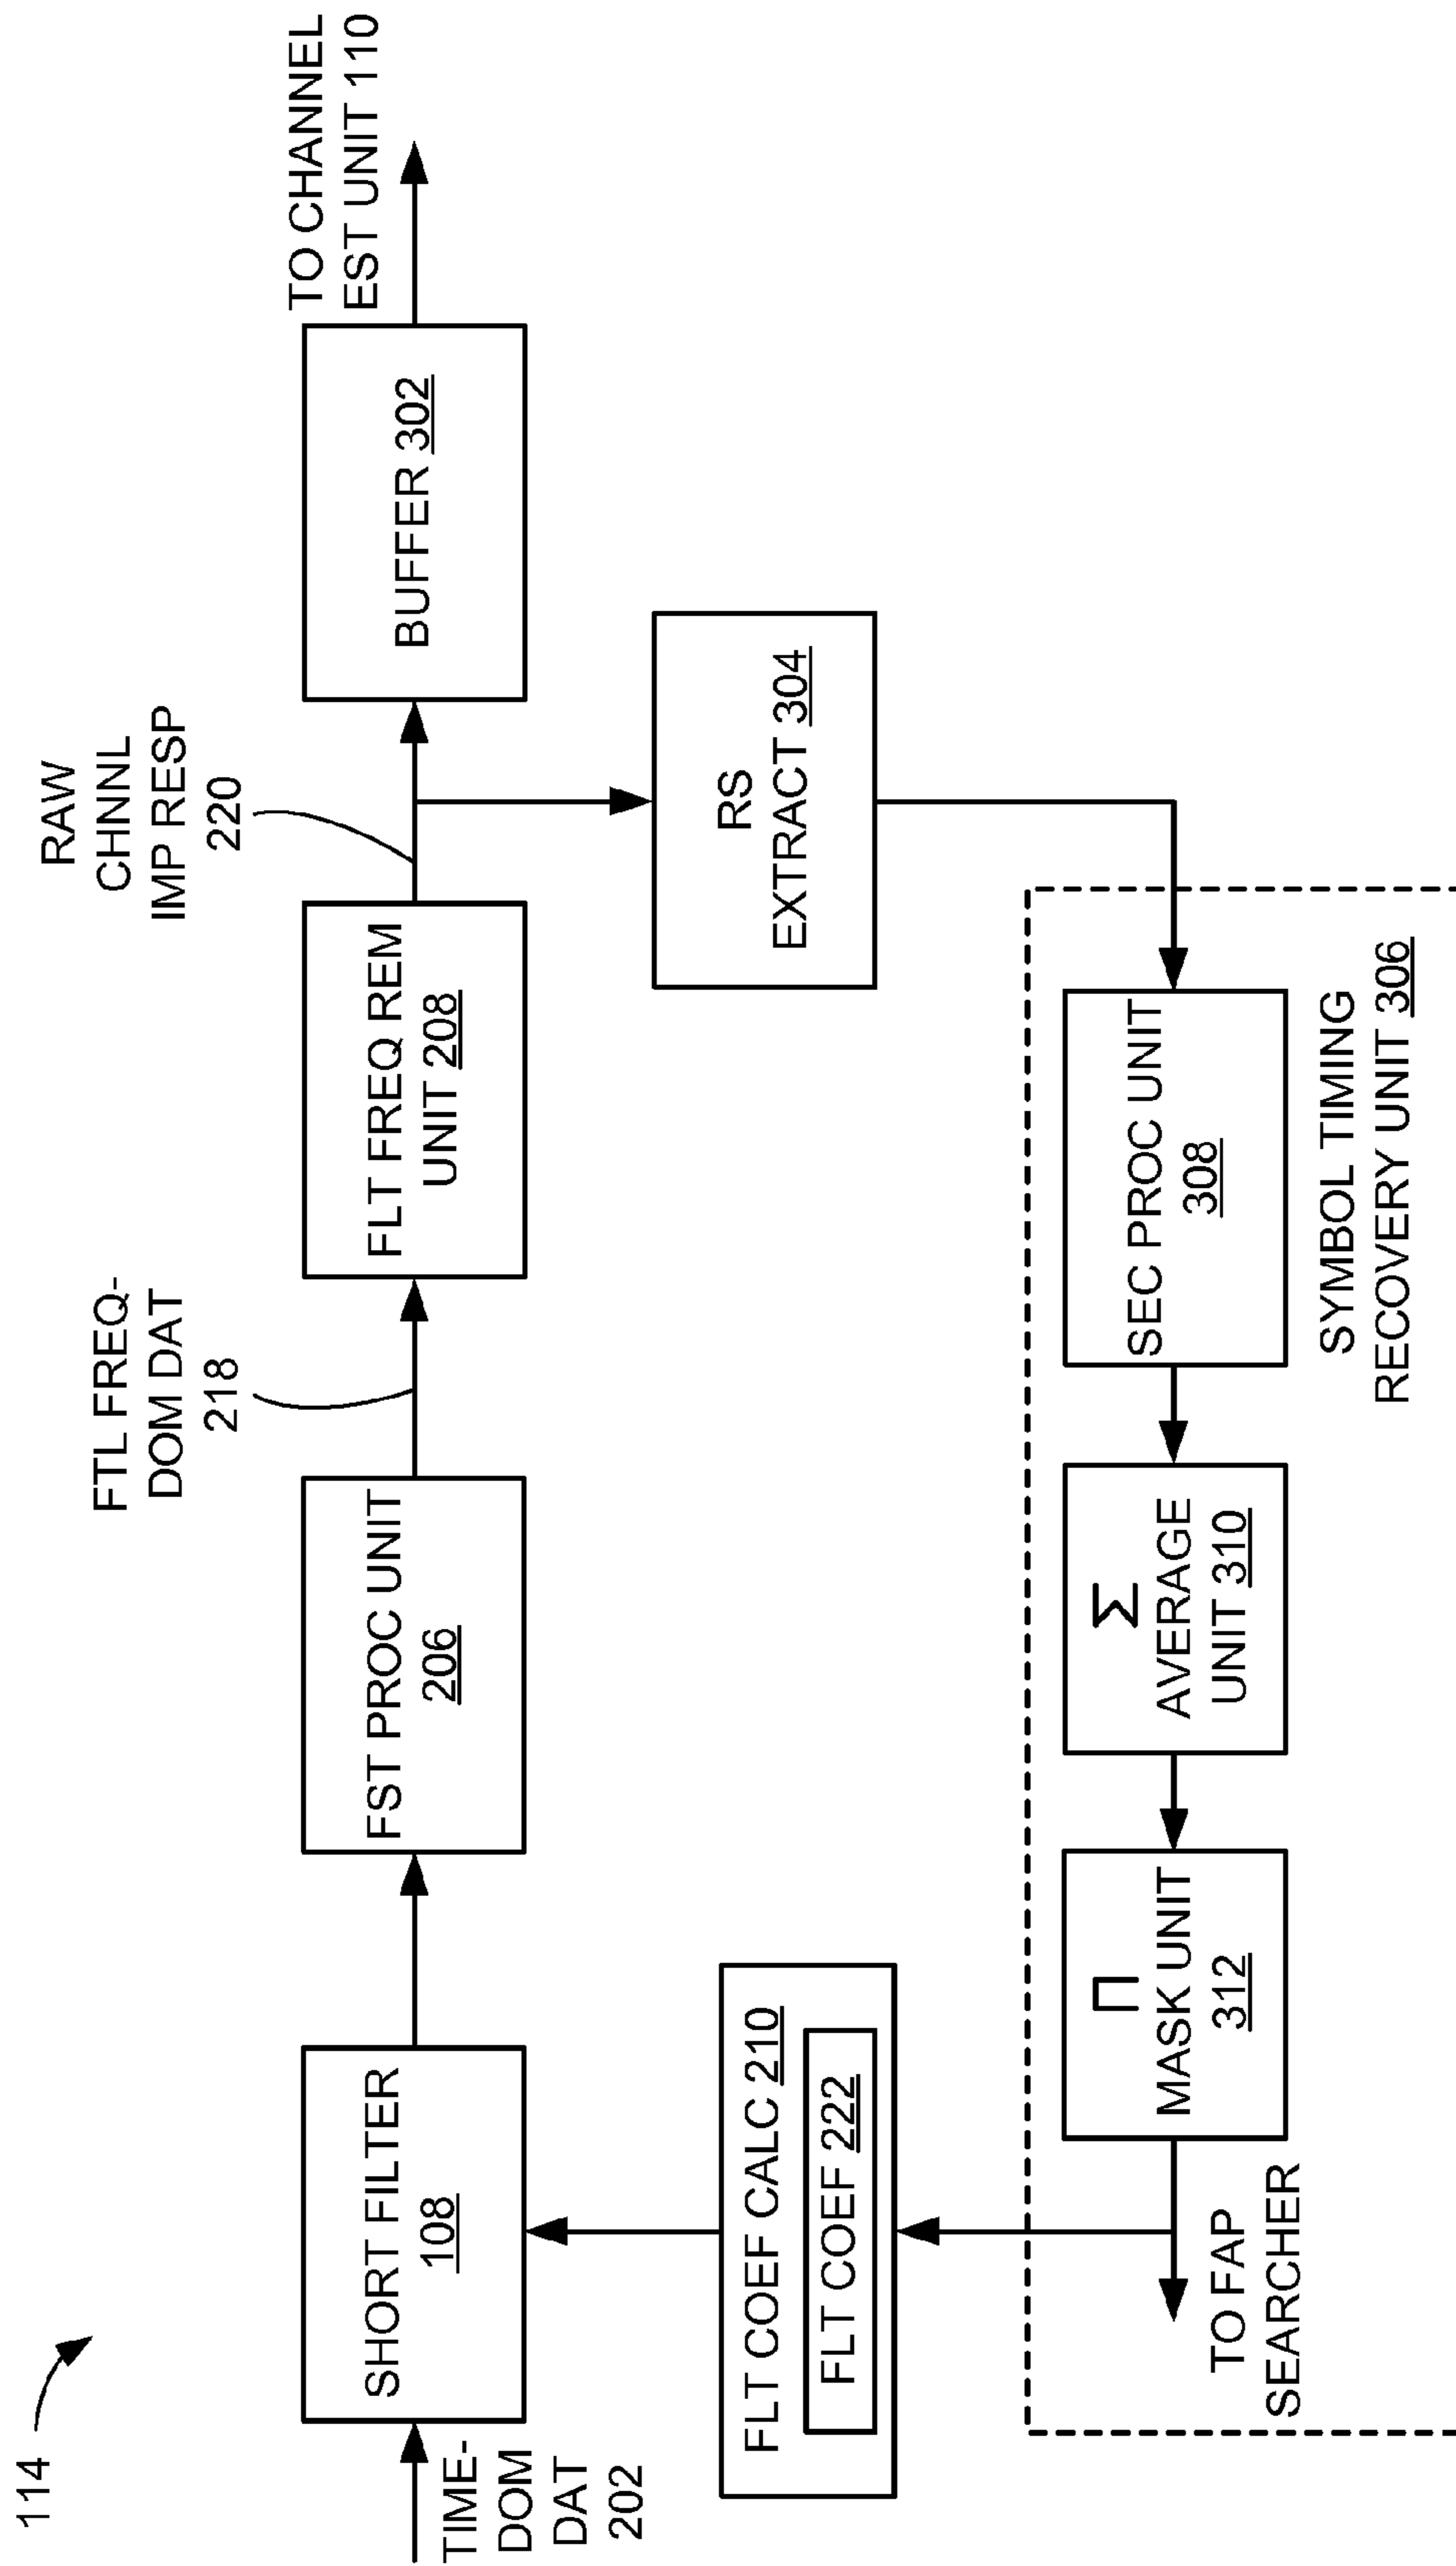 114
TIME-
DOM
DAT
202
SHORT FILTER
108
FST PROC UNIT
206
FTL FREQ-
DOM DAT
218
FLT FREQ REM
UNIT 208
RAW
CHNNL
IMP RESP
220
BUFFER 302
TO CHANNEL
EST UNIT 110
FLT COEF CALC 210
FLT COEF 222
RS
EXTRACT 304
TO FAP
SEARCHER
Π
MASK UNIT
312
Σ
AVERAGE
UNIT 310
SEC PROC UNIT
308
SYMBOL TIMING
RECOVERY UNIT 306